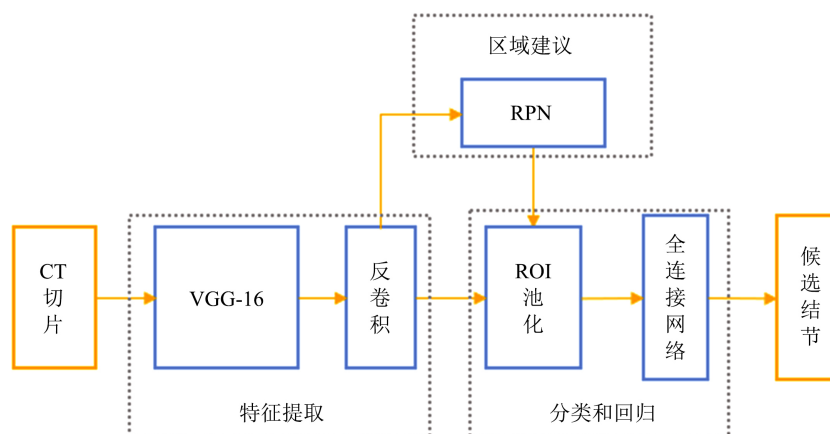 区域建议
RPN
CT
切
片
VGG-16
反
卷
积
ROI
池
化
全
连
接
网
络
候
选
结
节
特征提取
分类和回归